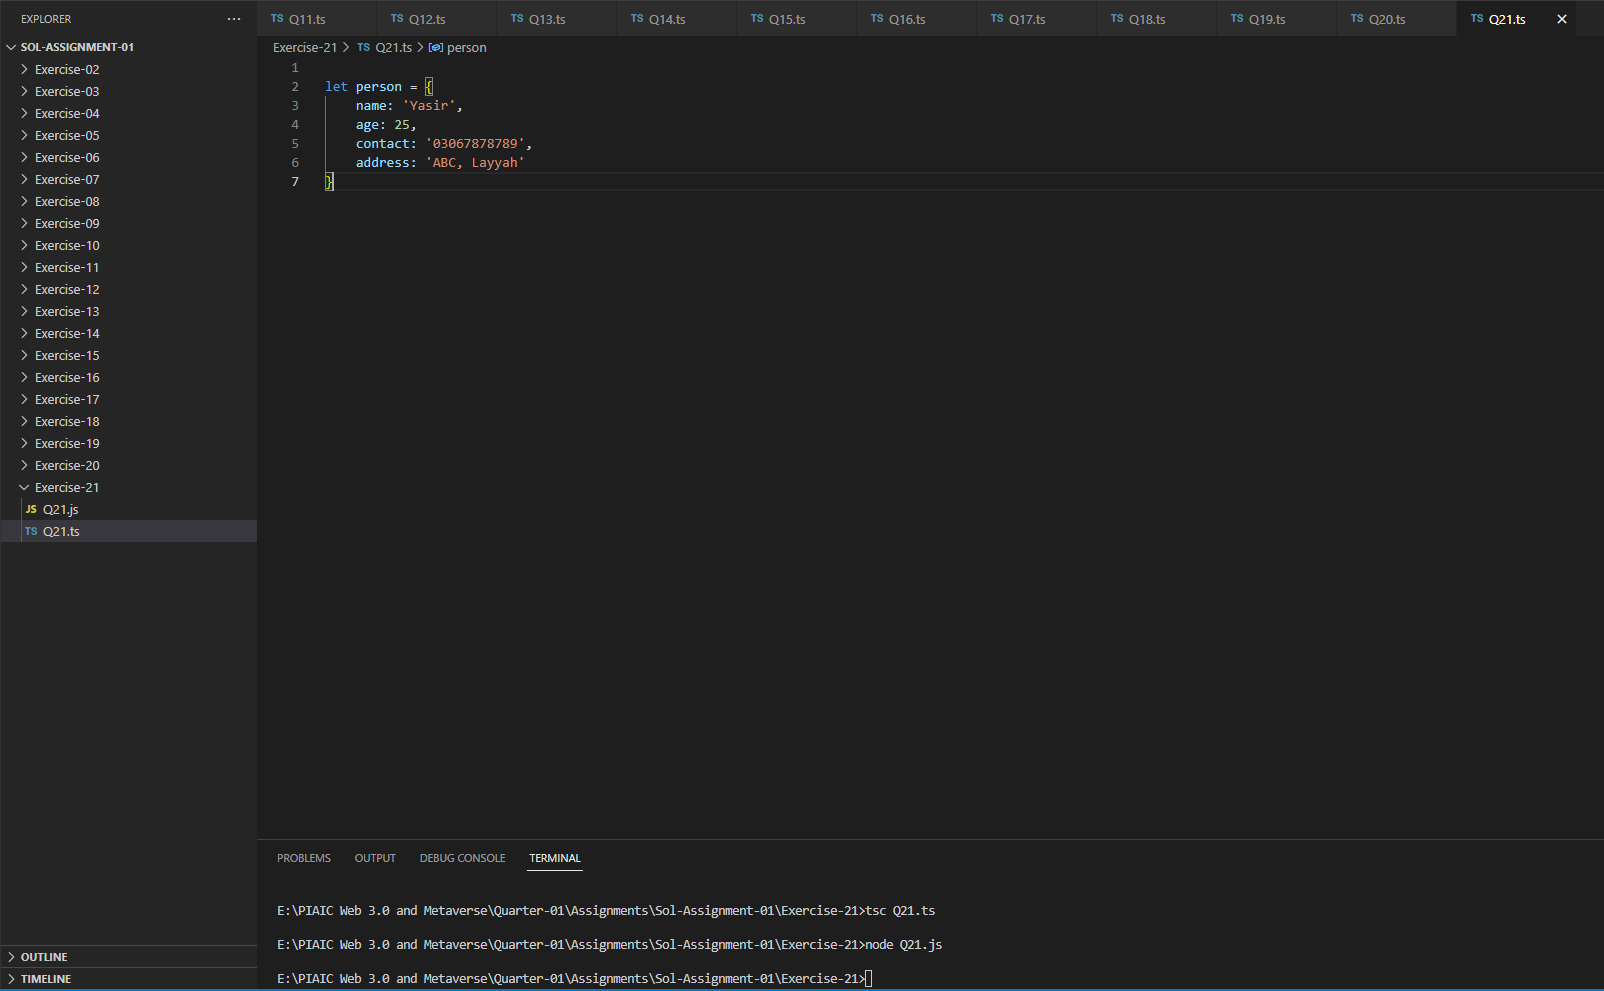 EXPLORER ...
SOL-ASSIGNMENT-01
Exercise-02
Exercise-03
Exercise-04
Exercise-05
Exercise-06
Exercise-07
Exercise-08
Exercise-09
Exercise-10
Exercise-11
Exercise-12
Exercise-13
Exercise-14
Exercise-15
Exercise-16
Exercise-17
Exercise-18
Exercise-19
Exercise-20
Exercise-21
JS Q21.js
TS Q21.ts
OUTLINE
TIMELINE
TS Q11.ts TS Q12.ts TS Q13.ts TS Q14.ts TS Q15.ts TS Q16.ts TS Q17.ts TS Q18.ts TS Q19.ts TS Q20.ts TS Q21.ts
Exercise-21 > TS Q21.ts > person
1
2 let person = {
3 name: 'Yasir',
4 age: 25,
5 contact: '03067878789',
6 address: 'ABC, Layyah'
7 }
PROBLEMS OUTPUT DEBUG CONSOLE TERMINAL
E:\PIAIC Web 3.0 and Metaverse\Quarter-01\Assignments\Sol-Assignment-01\Exercise-21>tsc Q21.ts
E:\PIAIC Web 3.0 and Metaverse\Quarter-01\Assignments\Sol-Assignment-01\Exercise-21>node Q21.js
E:\PIAIC Web 3.0 and Metaverse\Quarter-01\Assignments\Sol-Assignment-01\Exercise-21>